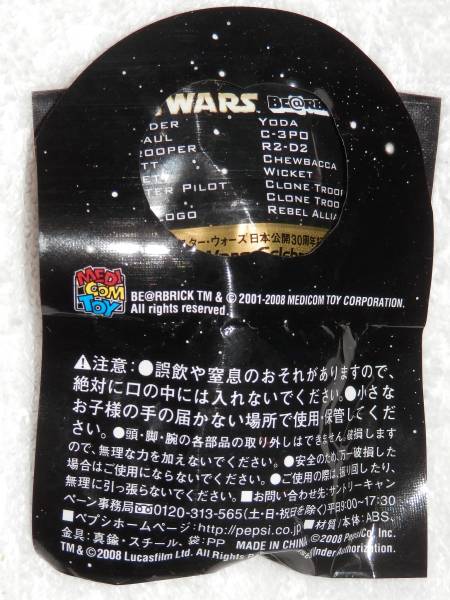 WARS BE@RB
DER YODA
AUL C-3PO
ROOPER R2-D2
TT CHEWBACCA
ET WICKET
TER PILOT CLONE TROO
CLONE TROO
OGO REBEL ALLIA
スター・ウォーズ 日本公開30周年
MEDI
COM
TOY
BE@RBRICK TM & © 2001-2008 MEDICOM TOY CORPORATION.
All rights reserved.
⚠注意:●誤飲や窒息のおそれがありますので、
絶対に口の中には入れないでください。●小さな
お子様の手の届かない場所で使用・保管してくだ
さい。●頭・脚・腕の各部品の取り外しはできません。破損します
ので、無理な力を加えないでください。●安全のため、万一破損した
場合はご使用にならないでください。●ご使用の際は、振り回したり、
無理に引っ張らないでください。■お問い合わせ先:サントリーキャン
ペーン事務局0120-313-565(土・日・祝日を除く)平日9:00~17:30
■ペプシホームページ:http://pepsi.co.jp ■材質/本体:ABS、
金具:真鍮・スチール、袋:PP MADE IN CHINA ©2008 PepsiCo, Inc.
TM & ©2008 Lucasfilm Ltd. All Rights Reserved. Under Authorization.